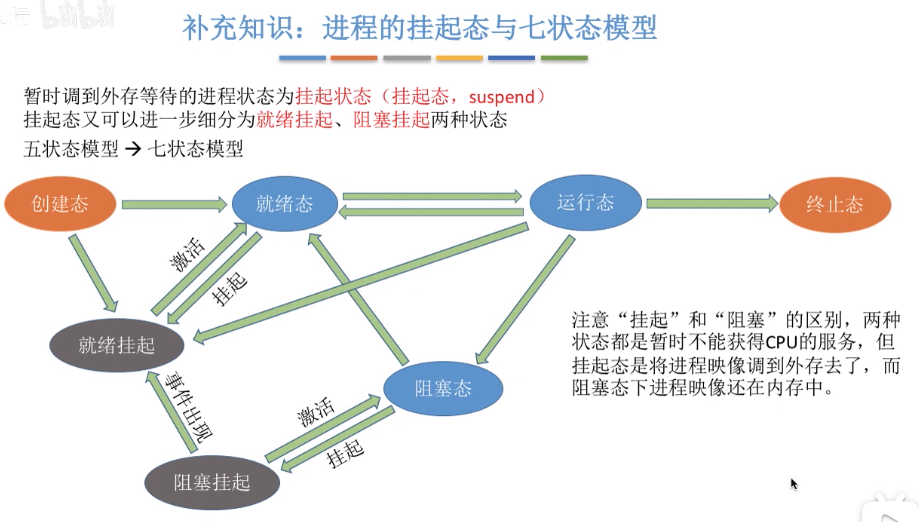 bilibili
补充知识：进程的挂起态与七状态模型
暂时调到外存等待的进程状态为挂起状态（挂起态，suspend）
挂起态又可以进一步细分为就绪挂起、阻塞挂起两种状态
五状态模型 → 七状态模型
创建态
就绪态
运行态
终止态
激活
挂起
就绪挂起
注意“挂起”和“阻塞”的区别，两种
状态都是暂时不能获得CPU的服务，但
挂起态是将进程映像调到外存去了，而
阻塞态下进程映像还在内存中。
阻塞态
事件出现
激活
挂起
阻塞挂起